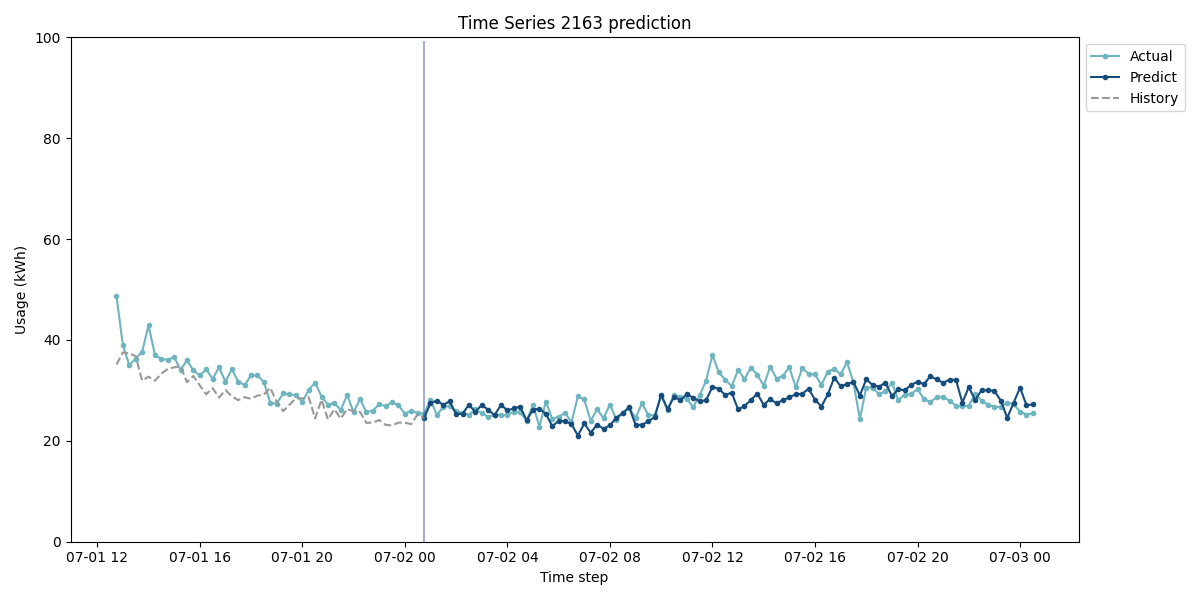 Time Series 2163 prediction
100
80
60
40
20
0
Usage (kWh)
07-01 12
07-01 16
07-01 20
07-02 00
07-02 04
07-02 08
07-02 12
07-02 16
07-02 20
07-03 00
Time step
Actual
Predict
History